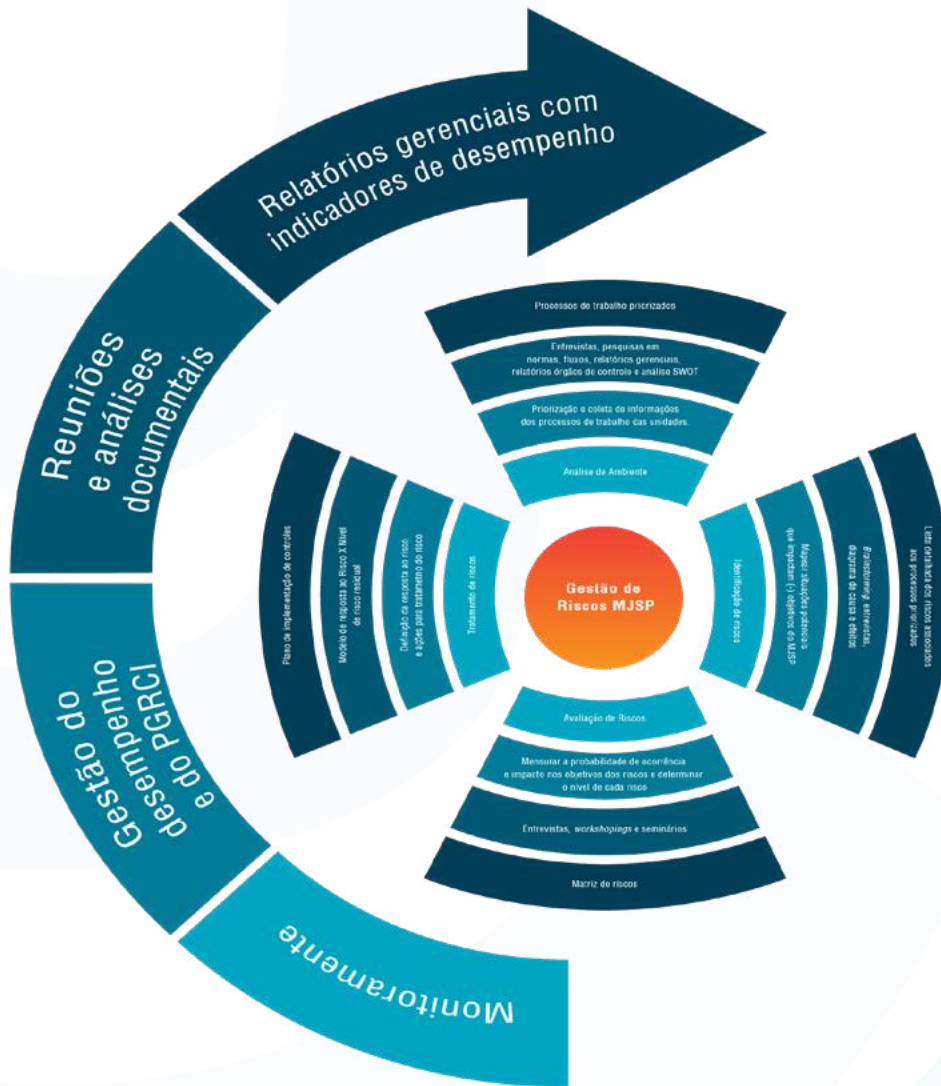 Relatórios gerenciais com
indicadores de desempenho
Reuniões
e análises
documentais
Gestão do
desempenho
e do PGRCI
Monitoramente
Processos de trabalho priorizados
Entrevistas, pesquisas em
normas, fluxos, relatórios gerenciais,
relatórios órgãos de controle e análise SWOT
Priorização e coleta de informações
dos processos de trabalho das unidades.
Análise de Ambiente
Gestão de
Riscos MJSP
Identificação de riscos
Mapear situações potenciais
que impactam (-) objetivos do MJSP
Brainstorming, entrevistas,
diagrama de causa e efeitos
Lista detalhada dos riscos associados
aos processos priorizados
Avaliação de Riscos
Mensurar a probabilidade de ocorrência
e impacto nos objetivos dos riscos e determinar
o nível de cada risco
Entrevistas, workshopings e seminários
Matriz de riscos
Tratamento de riscos
Definição da resposta ao risco
e ações para tratametno do risco
Modelo de resposta ao Risco X Nível
de risco residual
Plano de implementação de controles